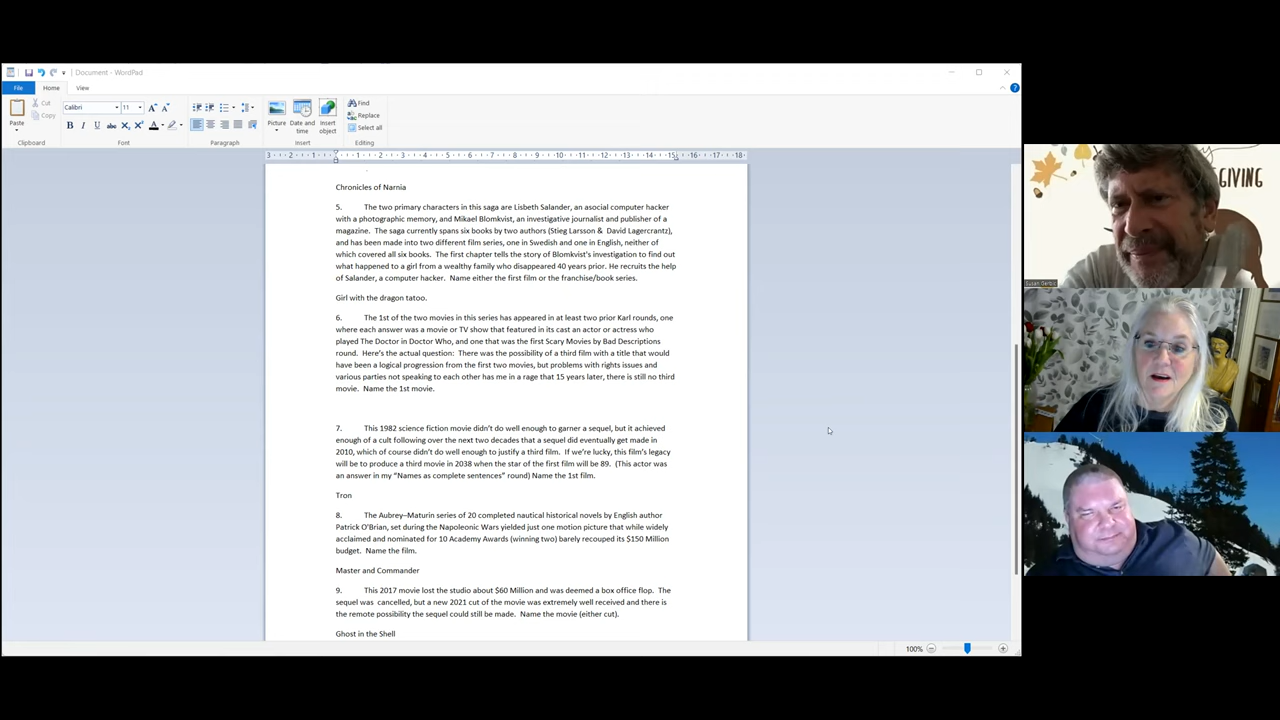 Document - WordPad
File
Home
View
Paste
Cut
Copy
Clipboard
Calibri
11
Font
Paragraph
Picture
Date and time
Insert object
Insert
Find
Replace
Select all
Editing
3 2 1 1 2 3 4 5 6 7 8 9 10 11 12 13 14 15 16 17 18
Chronicles of Narnia
5. The two primary characters in this saga are Lisbeth Salander, an asocial computer hacker
with a photographic memory, and Mikael Blomkvist, an investigative journalist and publisher of a
magazine. The saga currently spans six books by two authors (Stieg Larsson & David Lagercrantz),
and has been made into two different film series, one in Swedish and one in English, neither of
which covered all six books. The first chapter tells the story of Blomkvist's investigation to find out
what happened to a girl from a wealthy family who disappeared 40 years prior. He recruits the help
of Salander, a computer hacker. Name either the first film or the franchise/book series.
Girl with the dragon tatoo.
6. The 1st of the two movies in this series has appeared in at least two prior Karl rounds, one
where each answer was a movie or TV show that featured in its cast an actor or actress who
played The Doctor in Doctor Who, and one that was the first Scary Movies by Bad Descriptions
round. Here's the actual question: There was the possibility of a third film with a title that would
have been a logical progression from the first two movies, but problems with rights issues and
various parties not speaking to each other has me in a rage that 15 years later, there is still no third
movie. Name the 1st movie.
7. This 1982 science fiction movie didn't do well enough to garner a sequel, but it achieved
enough of a cult following over the next two decades that a sequel did eventually get made in
2010, which of course didn't do well enough to justify a third film. If we're lucky, this film's legacy
will be to produce a third movie in 2038 when the star of the first film will be 89. (This actor was
an answer in my "Names as complete sentences" round) Name the 1st film.
Tron
8. The Aubrey–Maturin series of 20 completed nautical historical novels by English author
Patrick O'Brian, set during the Napoleonic Wars yielded just one motion picture that while widely
acclaimed and nominated for 10 Academy Awards (winning two) barely recouped its $150 Million
budget. Name the film.
Master and Commander
9. This 2017 movie lost the studio about $60 Million and was deemed a box office flop. The
sequel was cancelled, but a new 2021 cut of the movie was extremely well received and there is
the remote possibility the sequel could still be made. Name the movie (either cut).
Ghost in the Shell
100%
GIVING